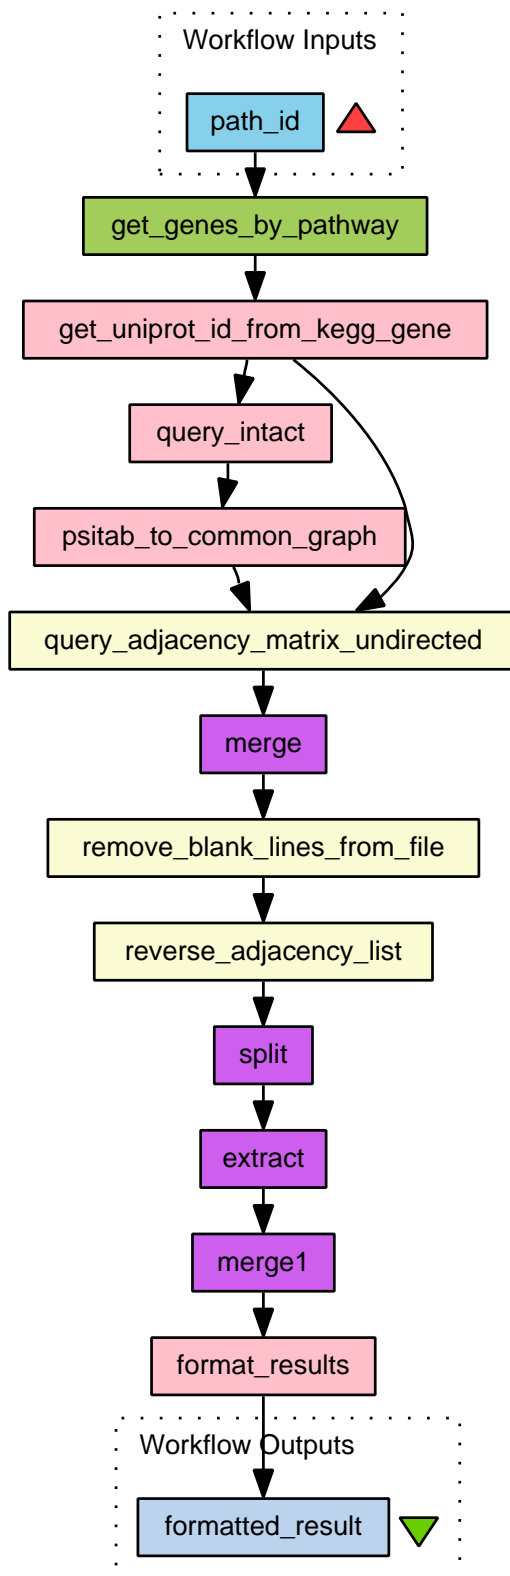 Workflow Inputs
path_id
get_genes_by_pathway
get_uniprot_id_from_kegg_gene
query_intact
psitab_to_common_graph
query_adjacency_matrix_undirected
merge
remove_blank_lines_from_file
reverse_adjacency_list
split
extract
merge1
format_results
Workflow Outputs
formatted_result